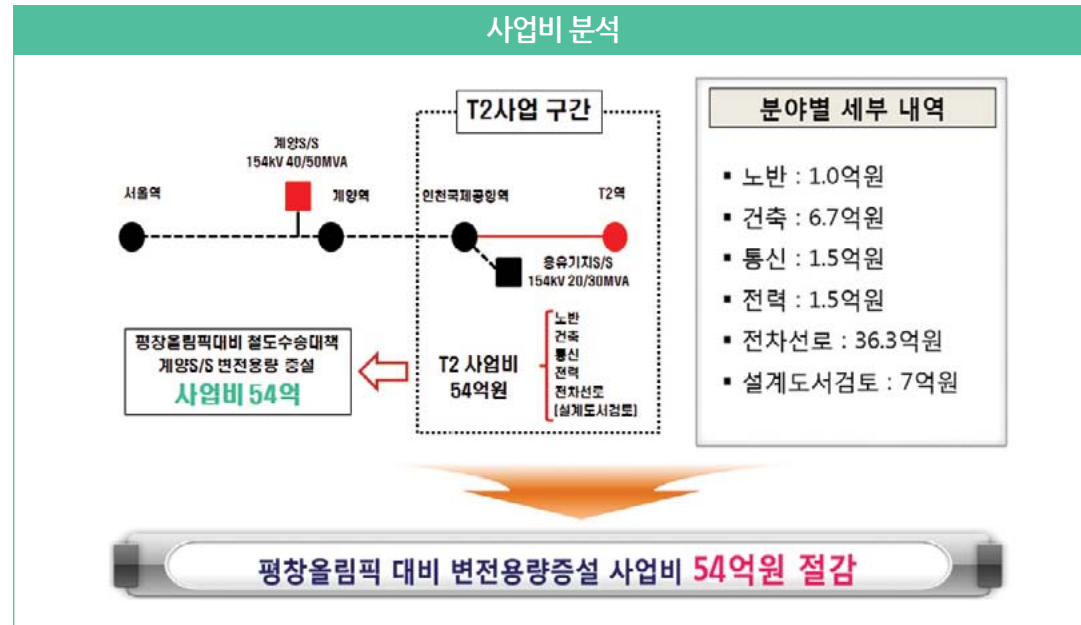 사업비 분석
T2사업 구간
계양S/S
154kV 40/50MVA
서울역
계양역
인천국제공항역
T2역
용유기지S/S
154kV 20/30MVA
평창올림픽대비 철도수송대책
계양S/S 변전용량 증설
사업비 54억
T2 사업비
54억원
노반
건축
통신
전력
전차선로
(설계도서검토)
분야별 세부 내역
▪ 노반 : 1.0억원
▪ 건축 : 6.7억원
▪ 통신 : 1.5억원
▪ 전력 : 1.5억원
▪ 전차선로 : 36.3억원
▪ 설계도서검토 : 7억원
평창올림픽 대비 변전용량증설 사업비 54억원 절감